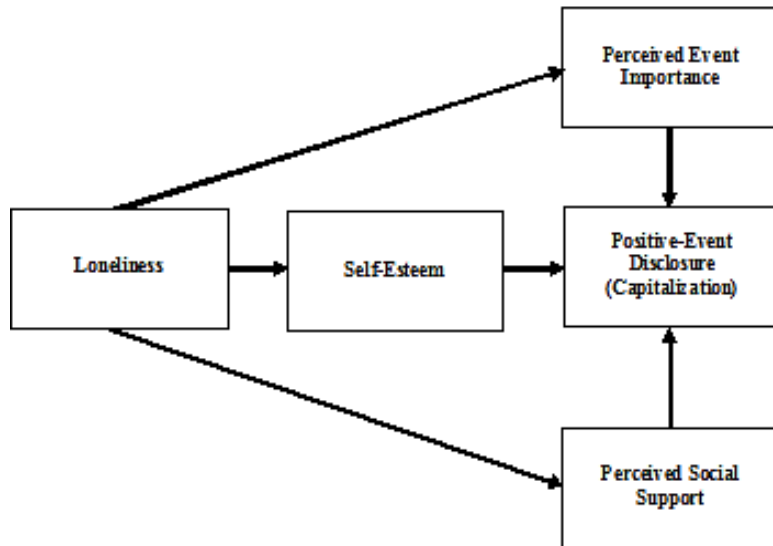 Perceived Event
Importance
Loneliness
Self-Esteem
Positive-Event
Disclosure
(Capitalization)
Perceived Social
Support